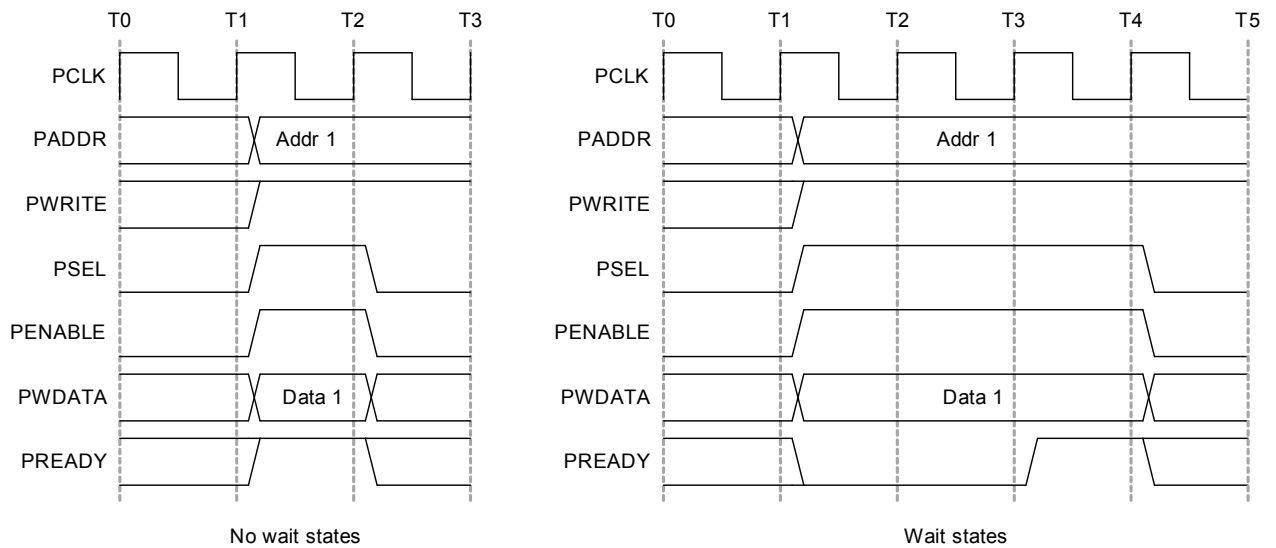 T0 T1 T2 T3 T0 T1 T2 T3 T4 T5
PCLK PCLK
PADDR Addr 1 PADDR Addr 1
PWRITE PWRITE
PSEL PSEL
PENABLE PENABLE
PWDATA Data 1 PWDATA Data 1
PREADY PREADY
No wait states Wait states